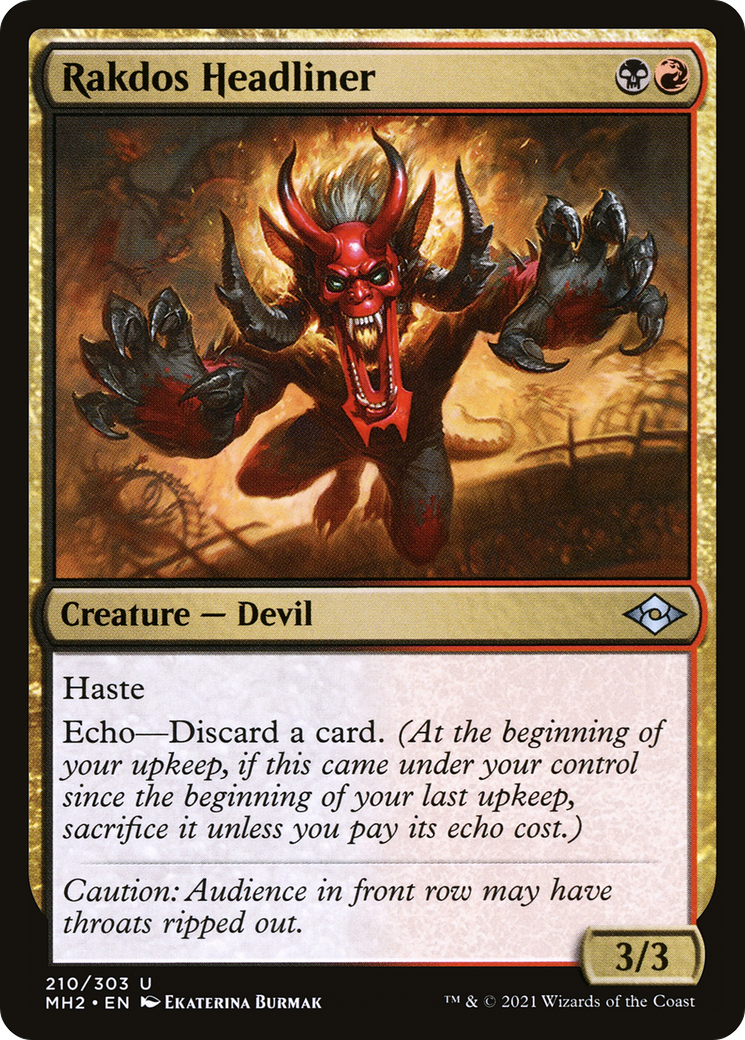 Rakdos Headliner
Creature — Devil
Haste
Echo—Discard a card. (At the beginning of
your upkeep, if this came under your control
since the beginning of your last upkeep,
sacrifice it unless you pay its echo cost.)
Caution: Audience in front row may have
throats ripped out.
3/3
210/303 U
MH2 • EN Ekaterina Burmak
™ & © 2021 Wizards of the Coast